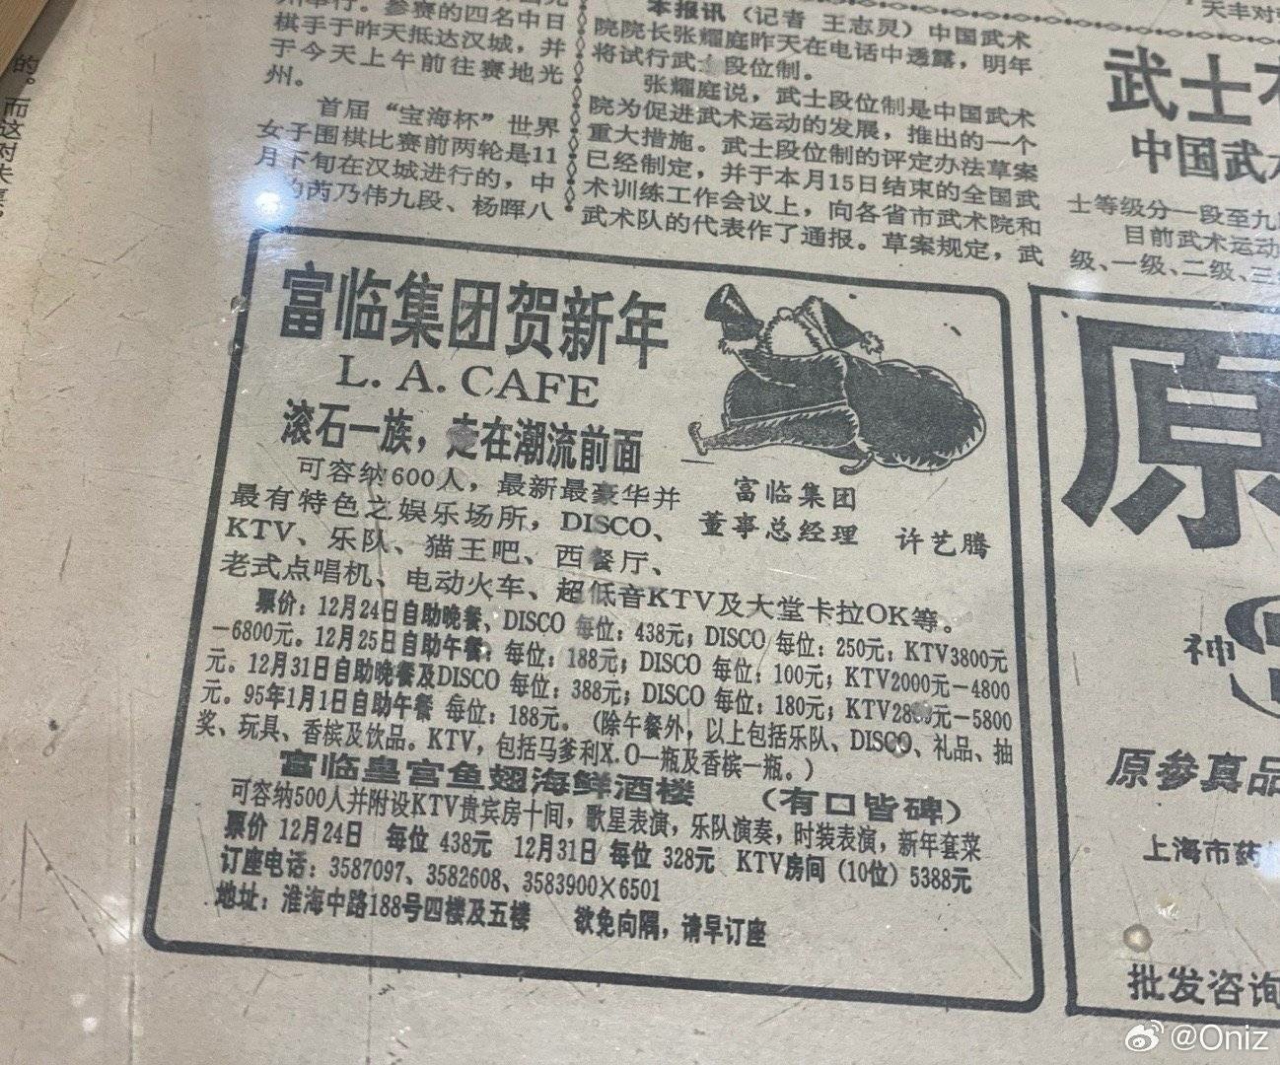 的。而这对夫妻，
州举行。参赛的四名中日
棋手于昨天抵达汉城，并
于今天上午前往赛地光
州。
首届“宝海杯”世界
女子围棋比赛前两轮是11
月下旬在汉城进行的，中
芮乃伟九段、杨晖八
本报讯（记者 王志灵）中国武术
院院长张耀庭昨天在电话中透露，明年
将试行武士段位制。
张耀庭说，武士段位制是中国武术
院为促进武术运动的发展，推出的一个
重大措施。武士段位制的评定办法草案
已经制定，并于本月15日结束的全国武
术训练工作会议上，向各省市武术院和
武术队的代表作了通报。草案规定，武
天丰对
武士
中国武术
士等级分一段至九
目前武术运动
级、一级、二级、三
富临集团贺新年
L. A. CAFE
滚石一族，走在潮流前面
可容纳600人，最新最豪华并
最有特色之娱乐场所，DISCO、
KTV、乐队、猫王吧、西餐厅、
老式点唱机、电动火车、超低音KTV及大堂卡拉OK等。
富临集团
董事总经理 许艺腾
票价：12月24日自助晚餐、DISCO 每位：438元；DISCO 每位：250元；KTV3800元
－6800元。12月25日自助午餐：每位：188元；DISCO 每位：100元；KTV2000元－4800
元。12月31日自助晚餐及DISCO 每位：388元；DISCO 每位：180元；KTV元－5800
元。95年1月1日自助午餐 每位：188元。（除午餐外，以上包括乐队、DISCO、礼品、抽
奖、玩具、香槟及饮品。KTV，包括马爹利X.O一瓶及香槟一瓶。）
富临皇宫鱼翅海鲜酒楼 （有口皆碑）
可容纳500人并附设KTV贵宾房十间，歌星表演，乐队演奏，时装表演，新年套菜
票价 12月24日 每位 438元 12月31日 每位 328元 KTV房间（10位）5388元
订座电话：3587097、3582608、3583900×6501
地址：淮海中路188号四楼及五楼 欲免向隅，请早订座
原
神
原参真品
上海市药
批发咨询
@Oniz